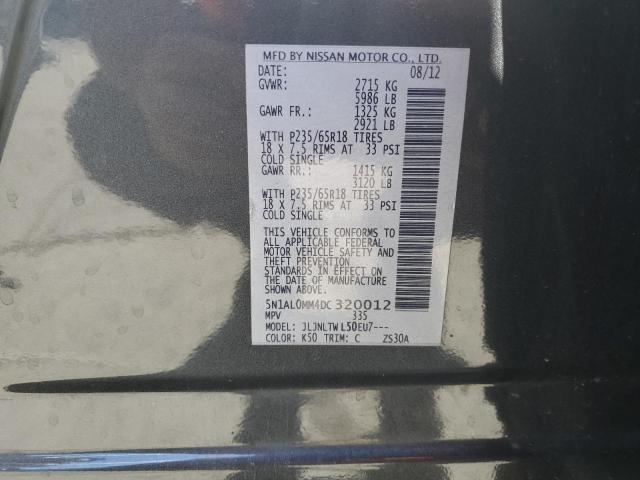 MFD BY NISSAN MOTOR CO., LTD.
DATE: 08/12
GVWR: 2715 KG
5986 LB
GAWR FR.: 1325 KG
2921 LB
WITH P235/65R18 TIRES
18 X 7.5 RIMS AT 33 PSI
COLD SINGLE
GAWR RR.: 1415 KG
3120 LB
WITH P235/65R18 TIRES
18 X 7.5 RIMS AT 33 PSI
COLD SINGLE
THIS VEHICLE CONFORMS TO
ALL APPLICABLE FEDERAL
MOTOR VEHICLE SAFETY AND
THEFT PREVENTION
STANDARDS IN EFFECT ON
THE DATE OF MANUFACTURE
SHOWN ABOVE.
5N1AL0MM4DC320012
MPV 335
MODEL: JLJNLTWL50EU7---
COLOR: K50 TRIM: C ZS30A